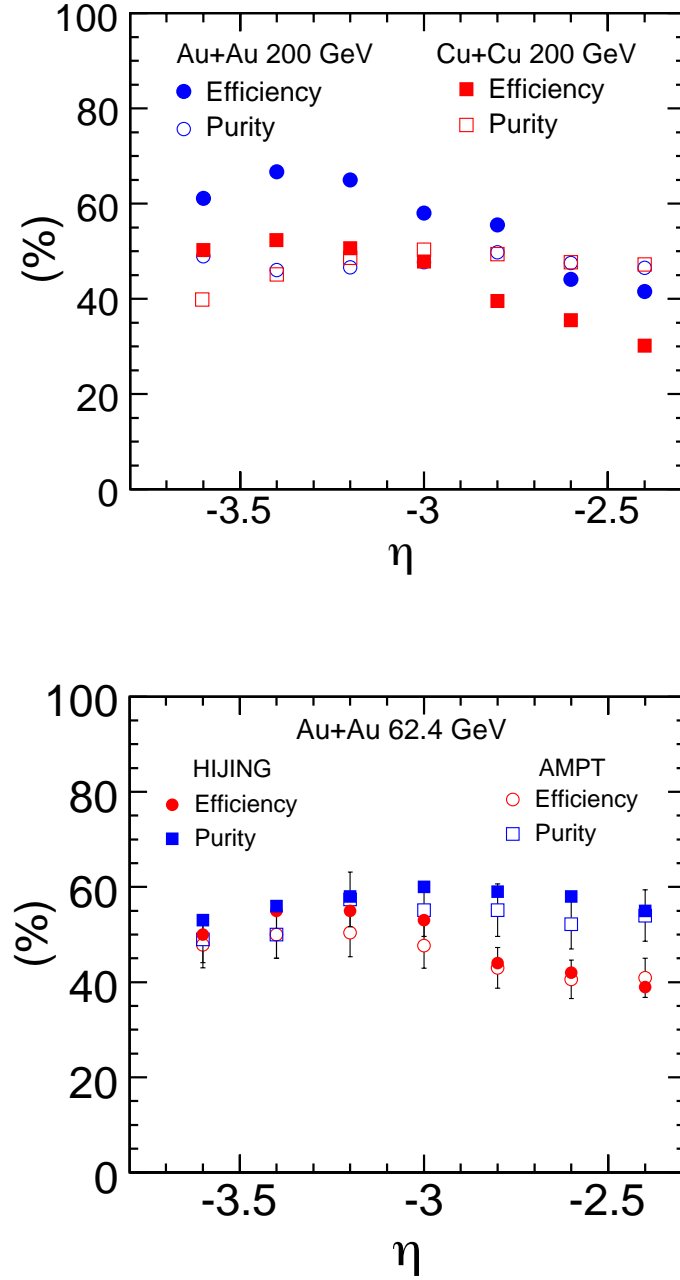 100
80
60
40
20
0
(%)
Au+Au 200 GeV
Efficiency
Purity
Cu+Cu 200 GeV
Efficiency
Purity
-3.5
-3
-2.5
η
100
80
60
40
20
0
(%)
Au+Au 62.4 GeV
HIJING
Efficiency
Purity
AMPT
Efficiency
Purity
-3.5
-3
-2.5
η